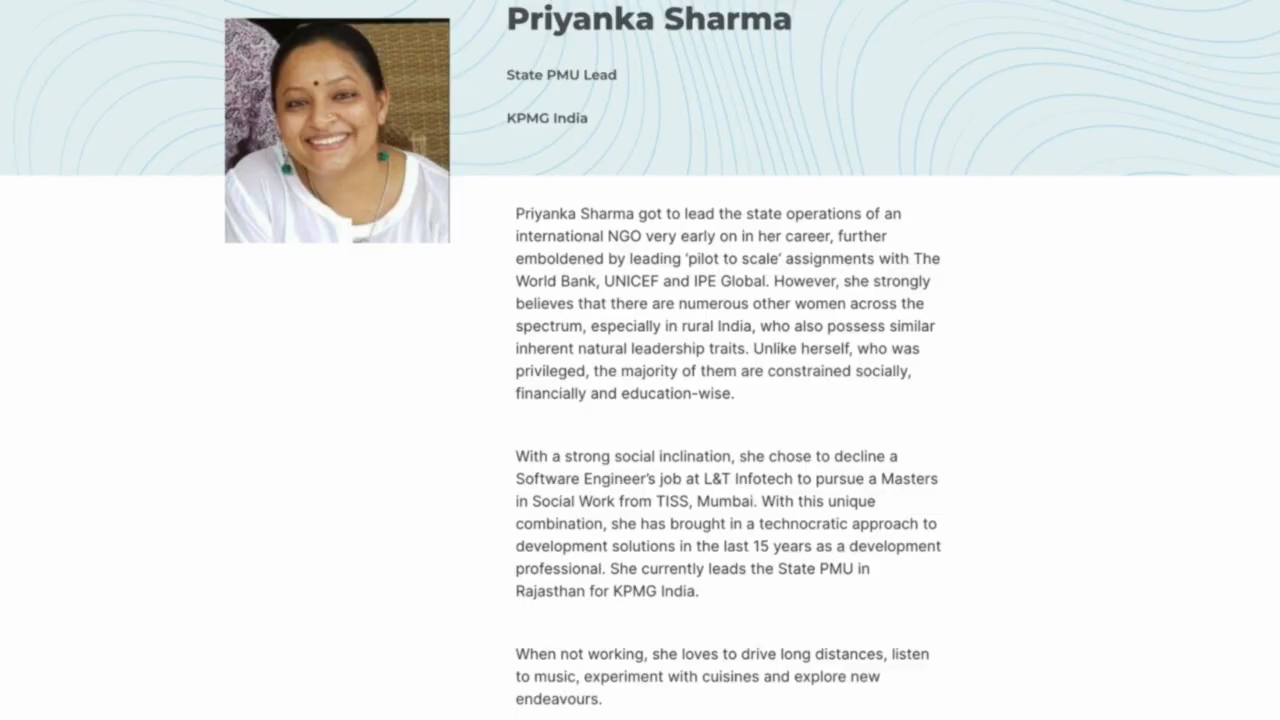 Priyanka Sharma
State PMU Lead
KPMG India
Priyanka Sharma got to lead the state operations of an
international NGO very early on in her career, further
emboldened by leading ‘pilot to scale’ assignments with The
World Bank, UNICEF and IPE Global. However, she strongly
believes that there are numerous other women across the
spectrum, especially in rural India, who also possess similar
inherent natural leadership traits. Unlike herself, who was
privileged, the majority of them are constrained socially,
financially and education-wise.
With a strong social inclination, she chose to decline a
Software Engineer’s job at L&T Infotech to pursue a Masters
in Social Work from TISS, Mumbai. With this unique
combination, she has brought in a technocratic approach to
development solutions in the last 15 years as a development
professional. She currently leads the State PMU in
Rajasthan for KPMG India.
When not working, she loves to drive long distances, listen
to music, experiment with cuisines and explore new
endeavours.